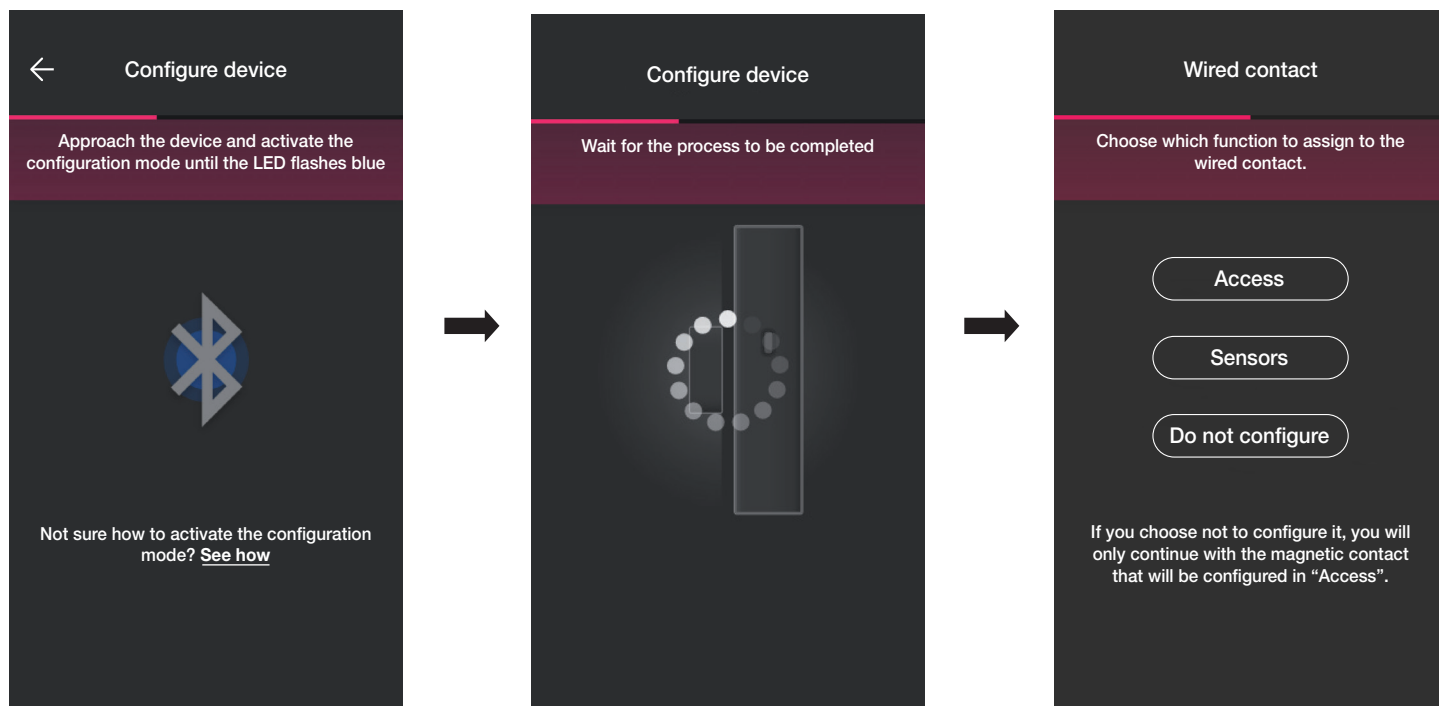 Configure device
Approach the device and activate the
configuration mode until the LED flashes blue
Not sure how to activate the configuration
mode? See how
Configure device
Wait for the process to be completed
Wired contact
Choose which function to assign to the
wired contact.
Access
Sensors
Do not configure
If you choose not to configure it, you will
only continue with the magnetic contact
that will be configured in “Access”.